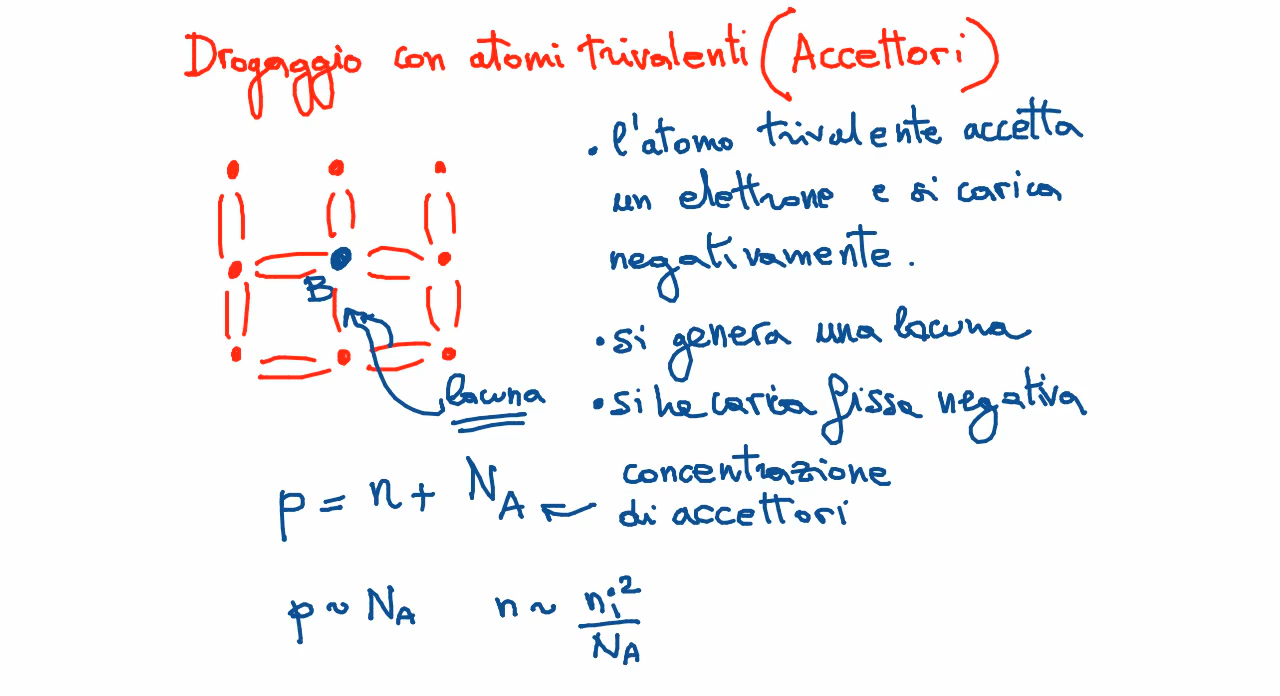 Drogaggio con atomi trivalenti (Accettori)
. l'atomo trivalente accetta
un elettrone e si carica
negativamente.
B
• si genera una lacuna
lacuna
• si ha carica fissa negativa
p = n + N_A
concentrazione
di accettori
p ~ N_A n ~ n_i^2 / N_A